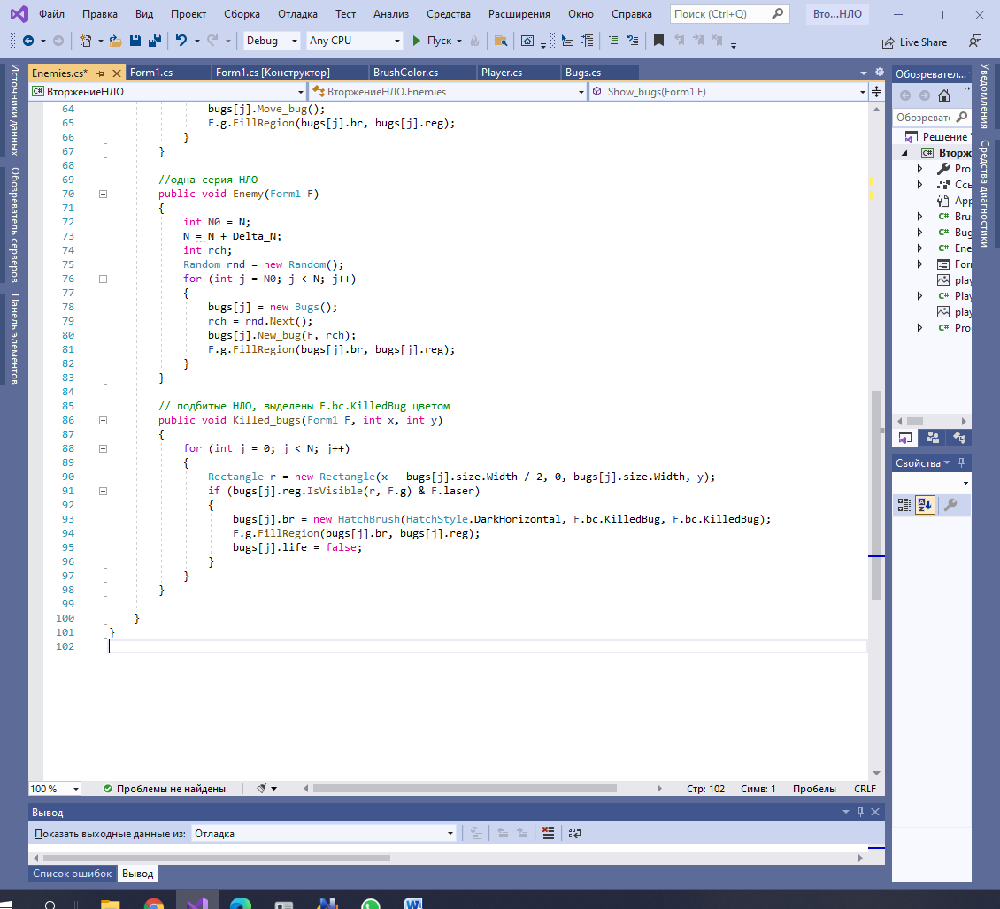 Файл Правка Вид Проект Сборка Отладка Тест Анализ Средства Расширения Окно Справка Поиск (Ctrl+Q) Вто...НЛО
Debug Any CPU Пуск Live Share
Источники данных
Обозреватель серверов
Панель элементов
Enemies.cs* Form1.cs Form1.cs [Конструктор] BrushColor.cs Player.cs Bugs.cs
C# ВторжениеНЛО ВторжениеНЛО.Enemies Show_bugs(Form1 F)
64 bugs[j].Move_bug();
65 F.g.FillRegion(bugs[j].br, bugs[j].reg);
66 }
67 }
68
69 //одна серия НЛО
70 public void Enemy(Form1 F)
71 {
72 int N0 = N;
73 N = N + Delta_N;
74 int rch;
75 Random rnd = new Random();
76 for (int j = N0; j < N; j++)
77 {
78 bugs[j] = new Bugs();
79 rch = rnd.Next();
80 bugs[j].New_bug(F, rch);
81 F.g.FillRegion(bugs[j].br, bugs[j].reg);
82 }
83 }
84
85 // подбитые НЛО, выделены F.bc.KilledBug цветом
86 public void Killed_bugs(Form1 F, int x, int y)
87 {
88 for (int j = 0; j < N; j++)
89 {
90 Rectangle r = new Rectangle(x - bugs[j].size.Width / 2, 0, bugs[j].size.Width, y);
91 if (bugs[j].reg.IsVisible(r, F.g) & F.laser)
92 {
93 bugs[j].br = new HatchBrush(HatchStyle.DarkHorizontal, F.bc.KilledBug, F.bc.KilledBug);
94 F.g.FillRegion(bugs[j].br, bugs[j].reg);
95 bugs[j].life = false;
96 }
97 }
98 }
99
100 }
101 }
102
100 % Проблемы не найдены. Стр: 102 Симв: 1 Пробелы CRLF
Вывод
Показать выходные данные из: Отладка
Список ошибок Вывод
Обозревател...
Обозреват
Решение
C# Вторж
Pro
Ссы
App
C# Bru
C# Bug
C# Ene
For
play
C# Play
play
C# Pro
Свойства
Уведомления
Средства диагностики